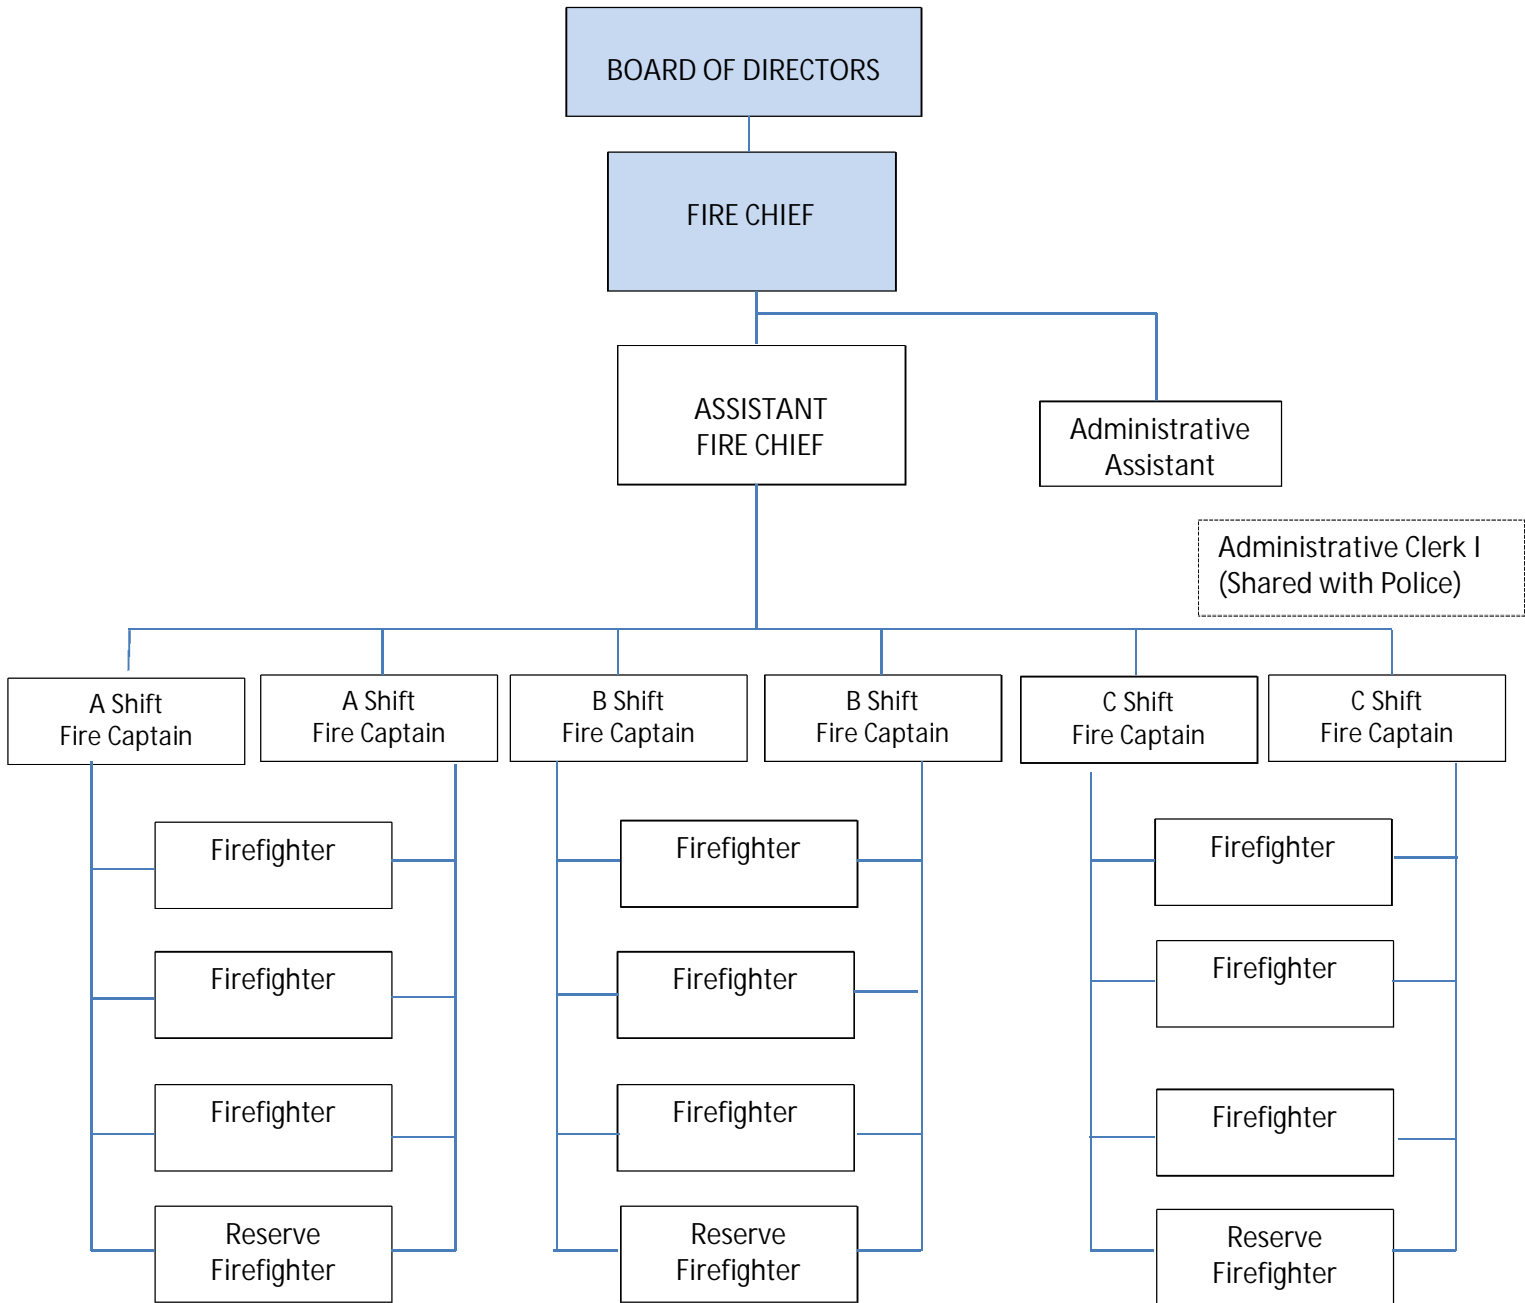 BOARD OF DIRECTORS
FIRE CHIEF
ASSISTANT
FIRE CHIEF
Administrative
Assistant
Administrative Clerk I
(Shared with Police)
A Shift
Fire Captain
A Shift
Fire Captain
B Shift
Fire Captain
B Shift
Fire Captain
C Shift
Fire Captain
C Shift
Fire Captain
Firefighter
Firefighter
Firefighter
Firefighter
Firefighter
Firefighter
Firefighter
Firefighter
Firefighter
Reserve
Firefighter
Reserve
Firefighter
Reserve
Firefighter